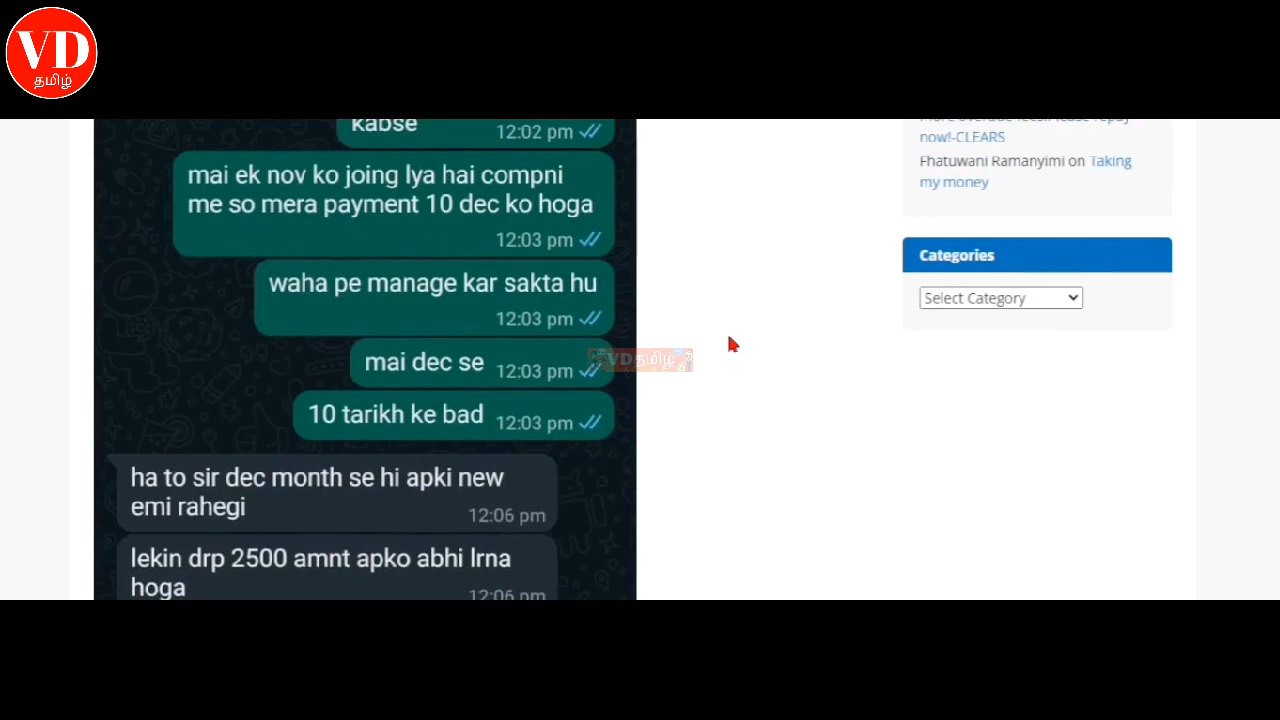 VD
தமிழ்
kabse
12:02 pm
mai ek nov ko joing lya hai compni
me so mera payment 10 dec ko hoga
12:03 pm
waha pe manage kar sakta hu
12:03 pm
mai dec se 12:03 pm
10 tarikh ke bad 12:03 pm
ha to sir dec month se hi apki new
emi rahegi
12:06 pm
lekin drp 2500 amnt apko abhi lrna
hoga
12:06 pm
VDதமிழ்
now!-CLEARS
Fhatuwani Ramanyimi on Taking
my money
Categories
Select Category